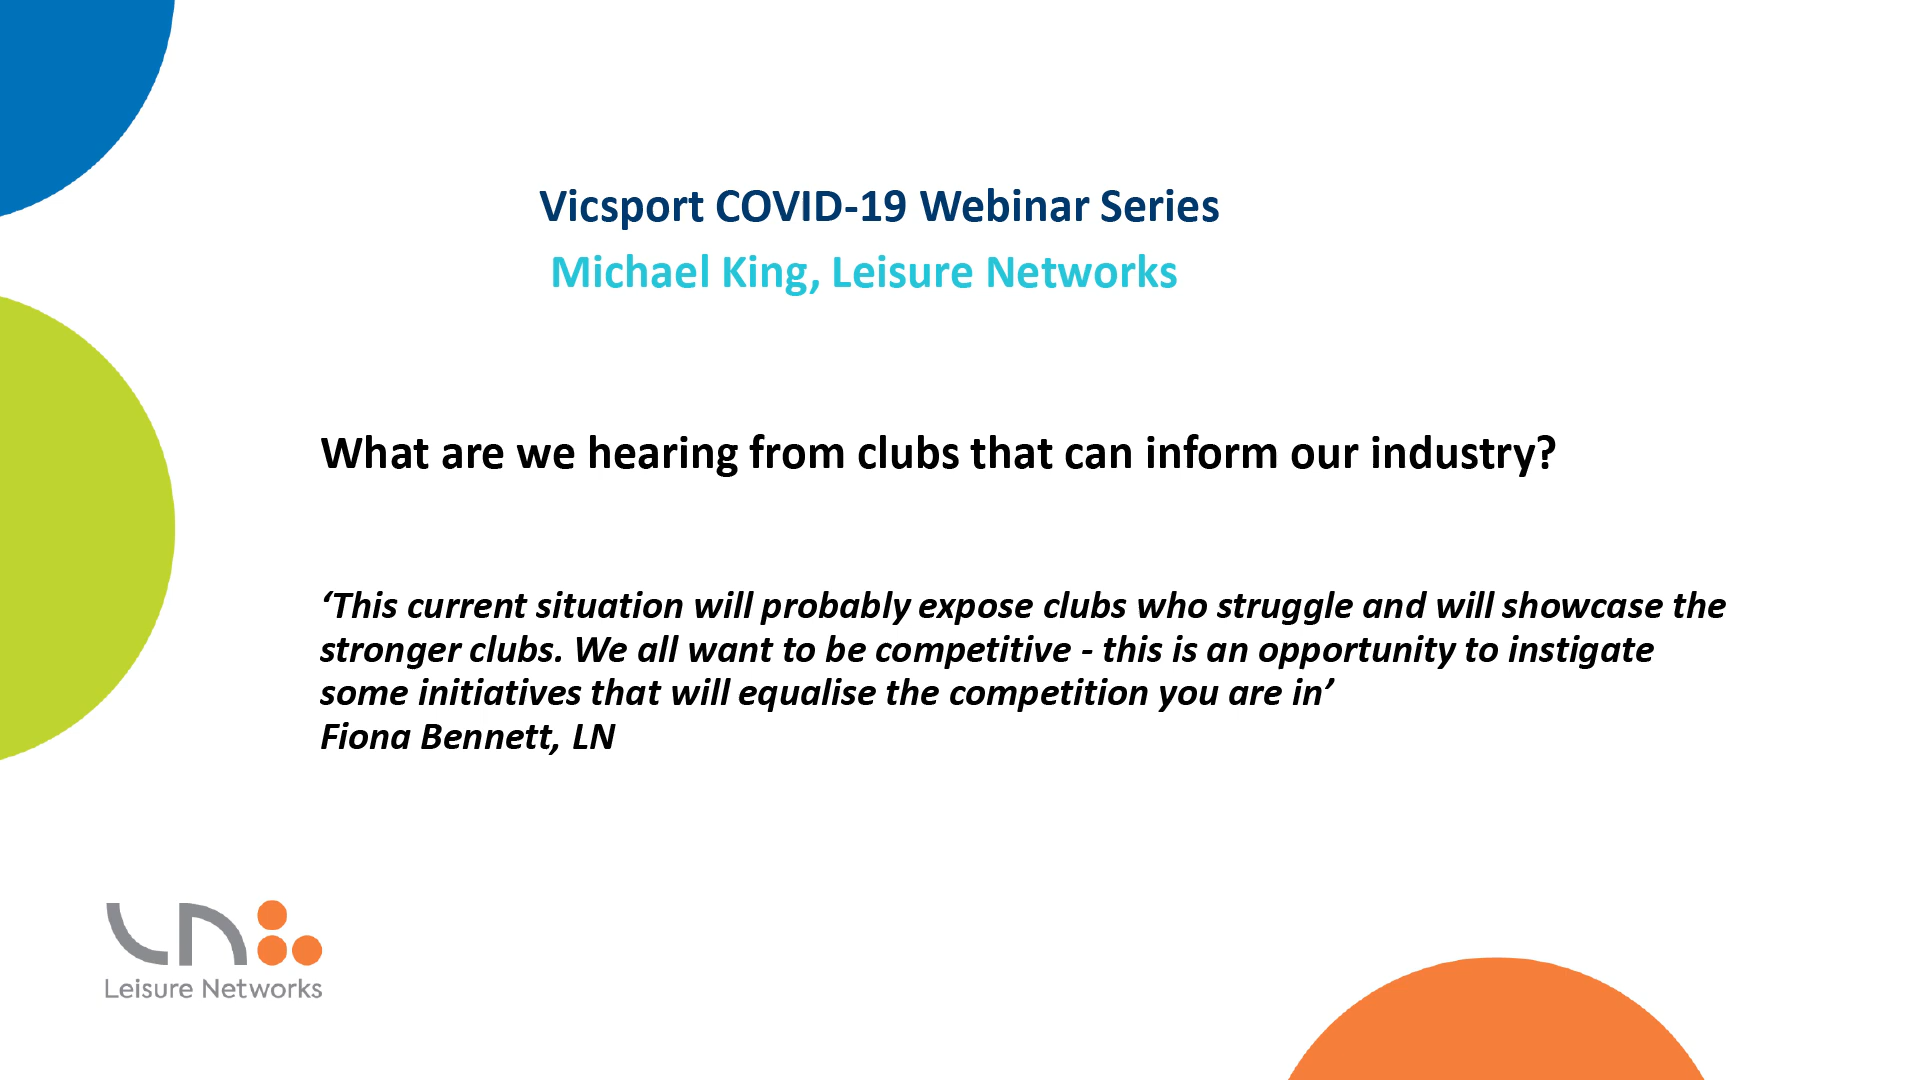 Vicsport COVID-19 Webinar Series
Michael King, Leisure Networks
What are we hearing from clubs that can inform our industry?
‘This current situation will probably expose clubs who struggle and will showcase the
stronger clubs. We all want to be competitive - this is an opportunity to instigate
some initiatives that will equalise the competition you are in’
Fiona Bennett, LN
Leisure Networks